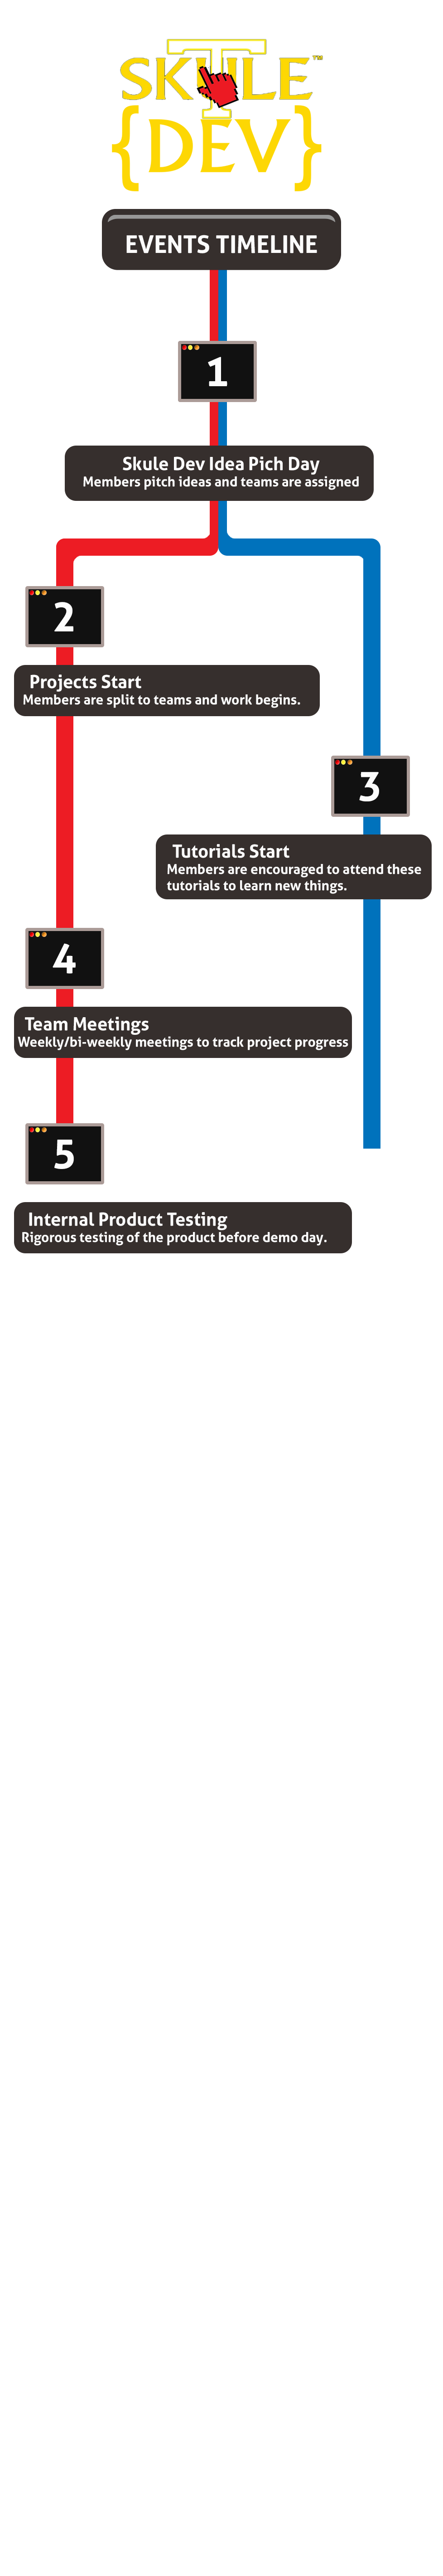 SKULE™
{DEV}
EVENTS TIMELINE
1
Skule Dev Idea Pich Day
Members pitch ideas and teams are assigned
2
Projects Start
Members are split to teams and work begins.
3
Tutorials Start
Members are encouraged to attend these
tutorials to learn new things.
4
Team Meetings
Weekly/bi-weekly meetings to track project progress
5
Internal Product Testing
Rigorous testing of the product before demo day.